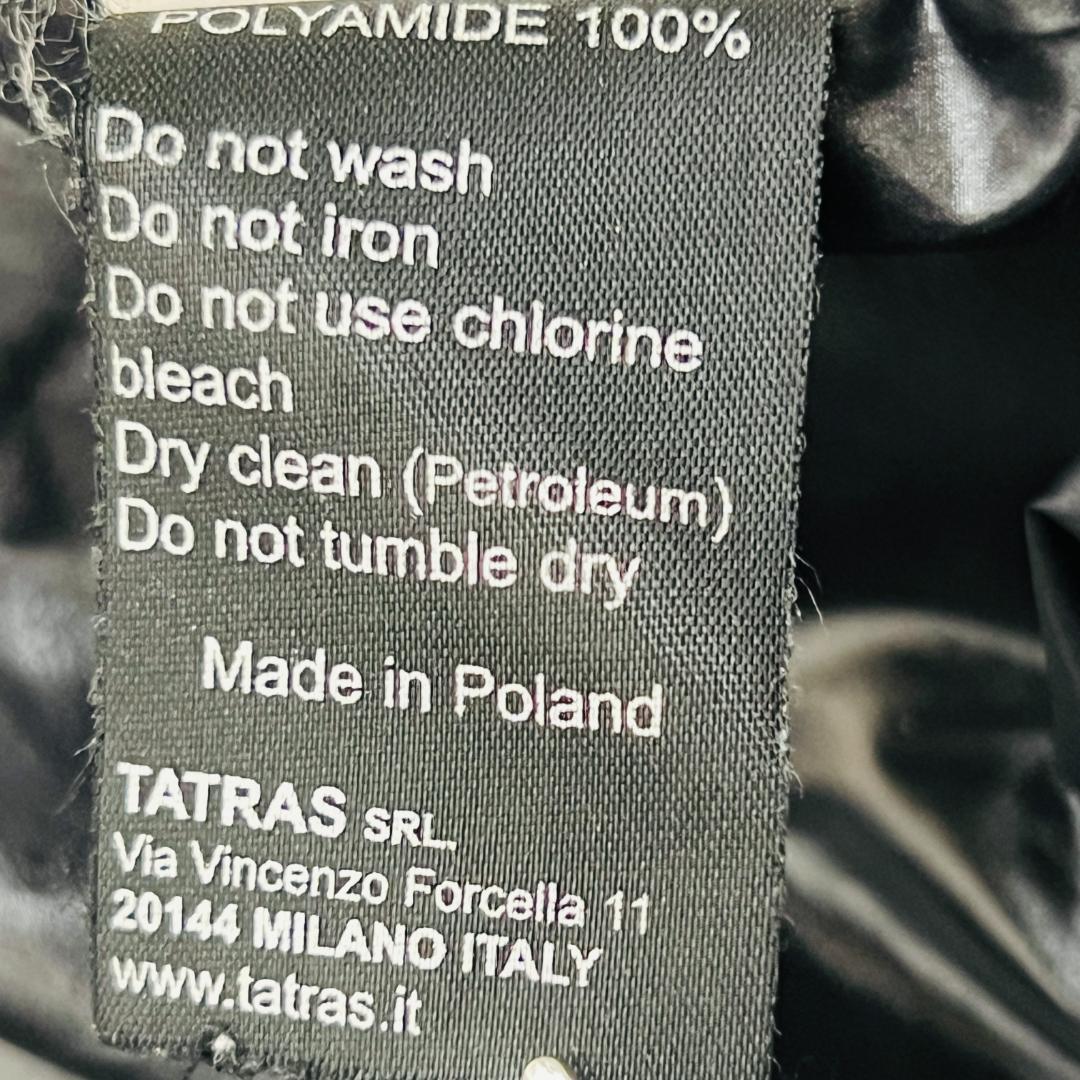 POLYAMIDE 100%
Do not wash
Do not iron
Do not use chlorine
bleach
Dry clean (Petroleum)
Do not tumble dry
Made in Poland
TATRAS SRL.
Via Vincenzo Forcella 11
20144 MILANO ITALY
www.tatras.it